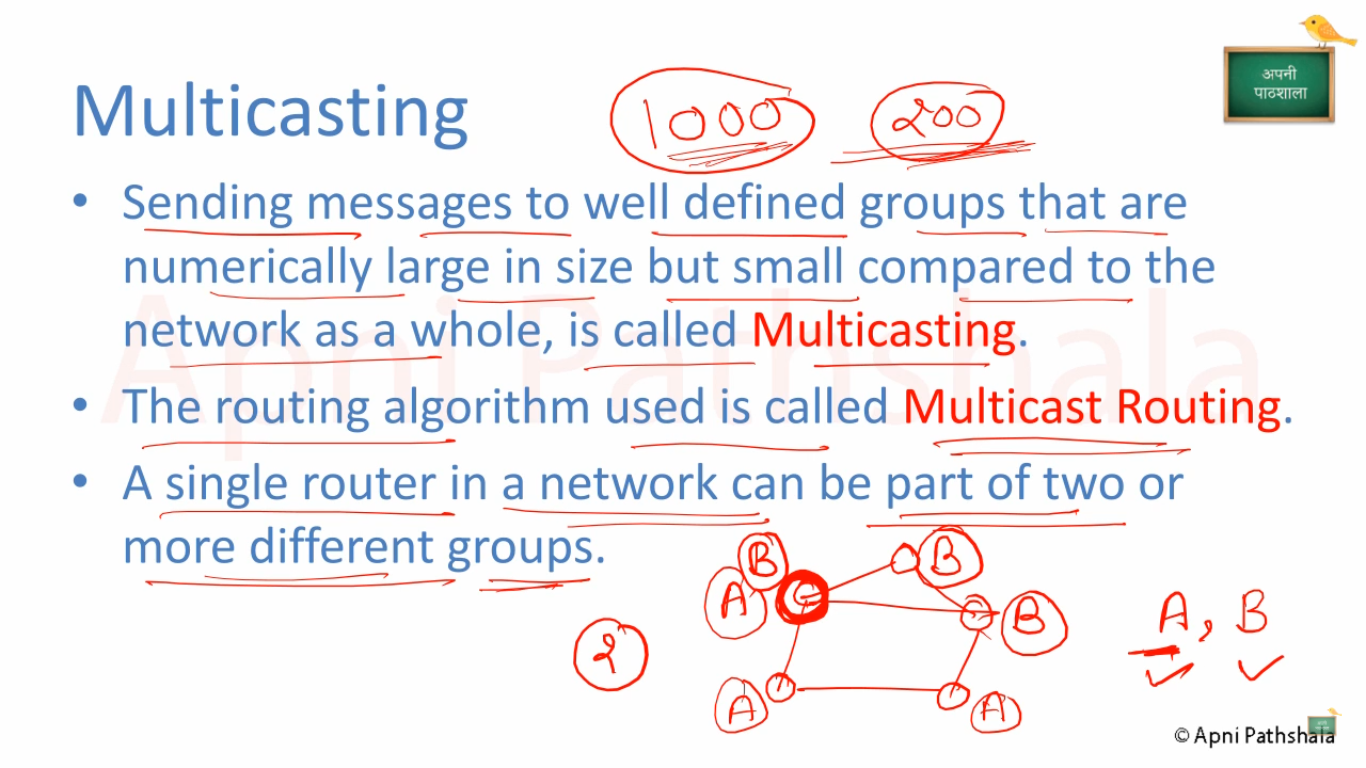 अपनी
पाठशाला
Multicasting
1000 200
• Sending messages to well defined groups that are
numerically large in size but small compared to the
network as a whole, is called Multicasting.
• The routing algorithm used is called Multicast Routing.
• A single router in a network can be part of two or
more different groups.
B B
A B A, B
2
A A
Apni Pathshala
© Apni Pathshala